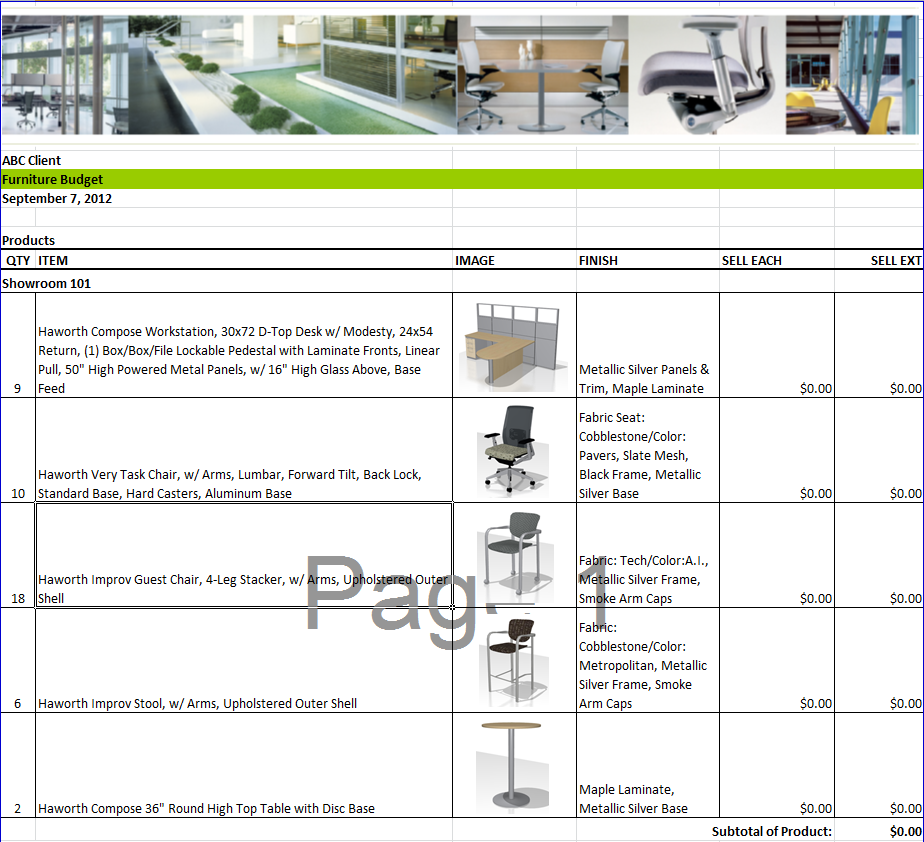 ABC Client
Furniture Budget
September 7, 2012
Products
QTY ITEM IMAGE FINISH SELL EACH SELL EXT
Showroom 101
Haworth Compose Workstation, 30x72 D-Top Desk w/ Modesty, 24x54
Return, (1) Box/Box/File Lockable Pedestal with Laminate Fronts, Linear
Pull, 50" High Powered Metal Panels, w/ 16" High Glass Above, Base
Feed
Metallic Silver Panels &
Trim, Maple Laminate
9 $0.00 $0.00
Haworth Very Task Chair, w/ Arms, Lumbar, Forward Tilt, Back Lock,
Standard Base, Hard Casters, Aluminum Base
Fabric Seat:
Cobblestone/Color:
Pavers, Slate Mesh,
Black Frame, Metallic
Silver Base
10 $0.00 $0.00
Haworth Improv Guest Chair, 4-Leg Stacker, w/ Arms, Upholstered Outer
Shell
Fabric: Tech/Color:A.I.,
Metallic Silver Frame,
Smoke Arm Caps
18 $0.00 $0.00
Page 1
Fabric:
Cobblestone/Color:
Metropolitan, Metallic
Silver Frame, Smoke
Arm Caps
6 Haworth Improv Stool, w/ Arms, Upholstered Outer Shell $0.00 $0.00
Maple Laminate,
Metallic Silver Base
2 Haworth Compose 36" Round High Top Table with Disc Base $0.00 $0.00
Subtotal of Product: $0.00